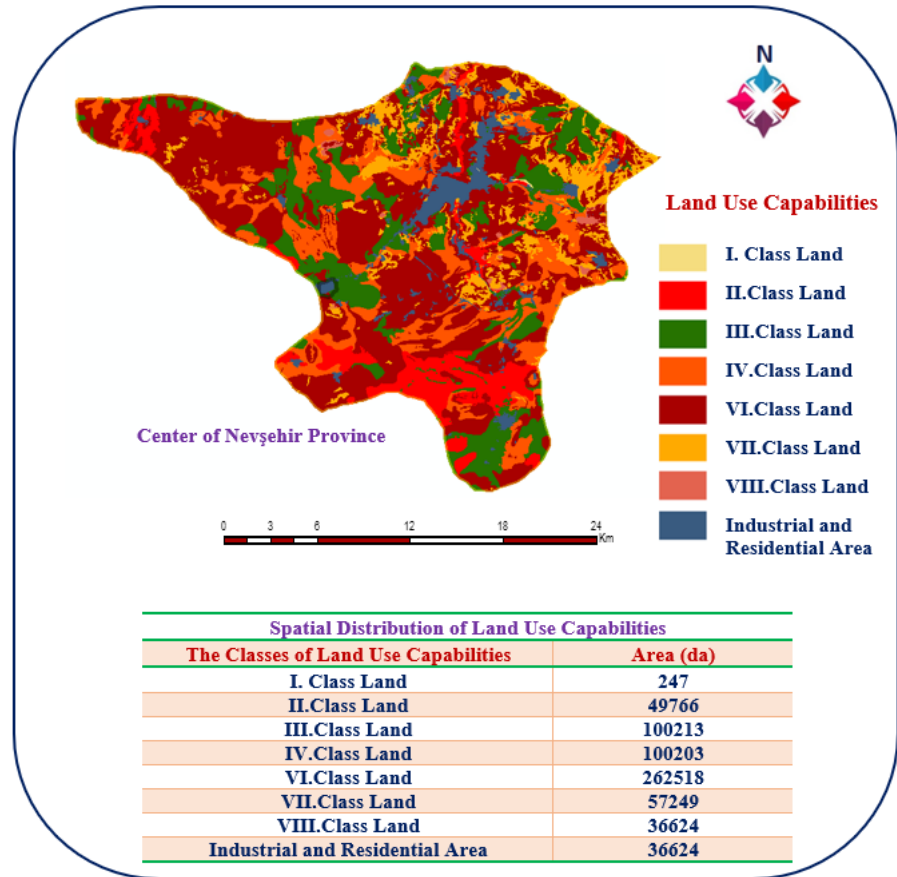 N
Land Use Capabilities
I. Class Land
II.Class Land
III.Class Land
IV.Class Land
VI.Class Land
VII.Class Land
VIII.Class Land
Industrial and
Residential Area
Center of Nevşehir Province
0 3 6 12 18 24
Km
Spatial Distribution of Land Use Capabilities
The Classes of Land Use Capabilities Area (da)
I. Class Land 247
II.Class Land 49766
III.Class Land 100213
IV.Class Land 100203
VI.Class Land 262518
VII.Class Land 57249
VIII.Class Land 36624
Industrial and Residential Area 36624